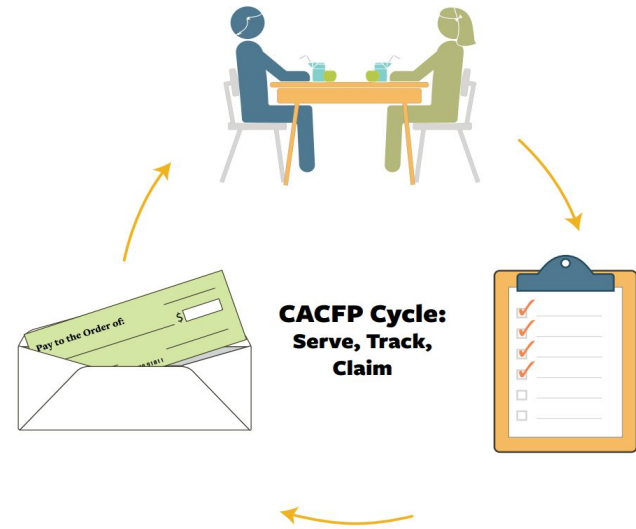 CACFP Cycle:
Serve, Track,
Claim
Pay to the Order of:
$